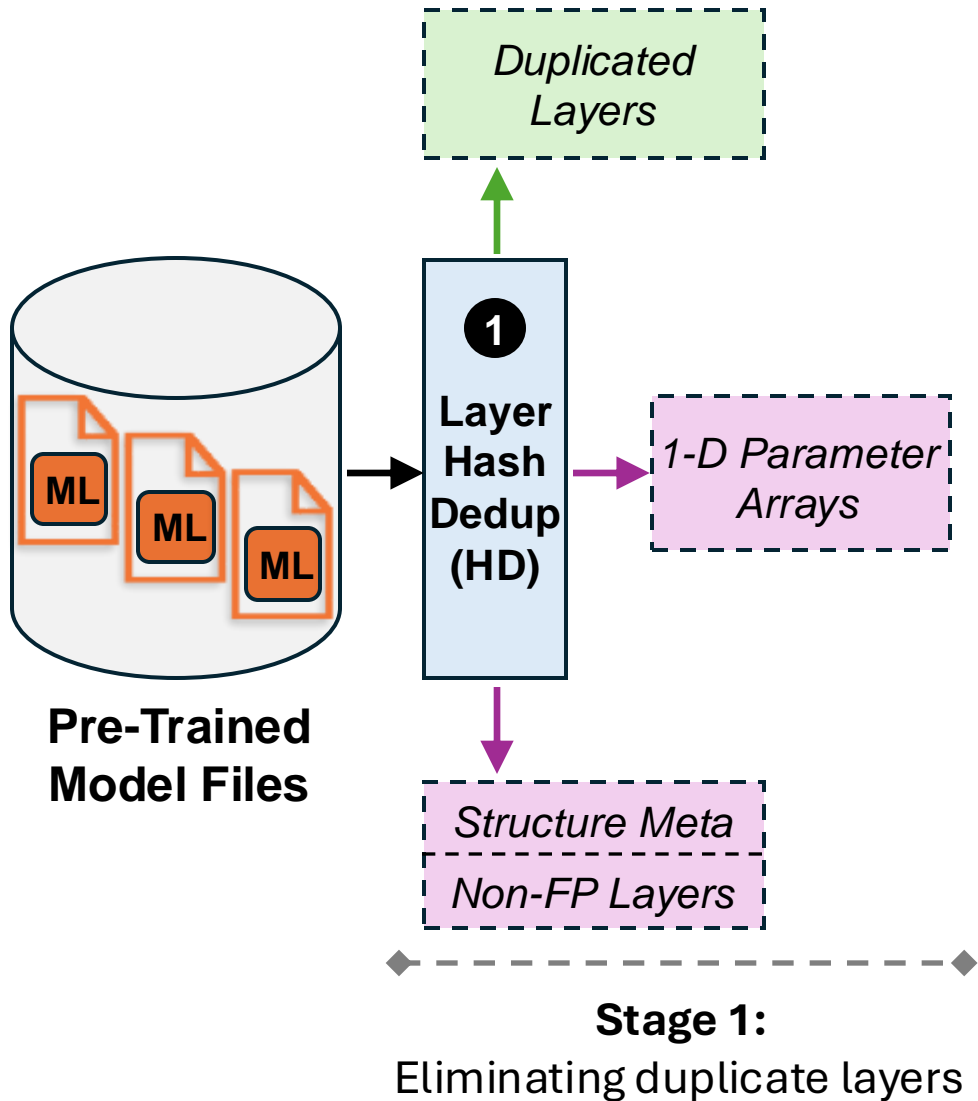 Duplicated
Layers
1
Layer
Hash
Dedup
(HD)
1-D Parameter
Arrays
ML
ML
ML
Pre-Trained
Model Files
Structure Meta
Non-FP Layers
Stage 1:
Eliminating duplicate layers